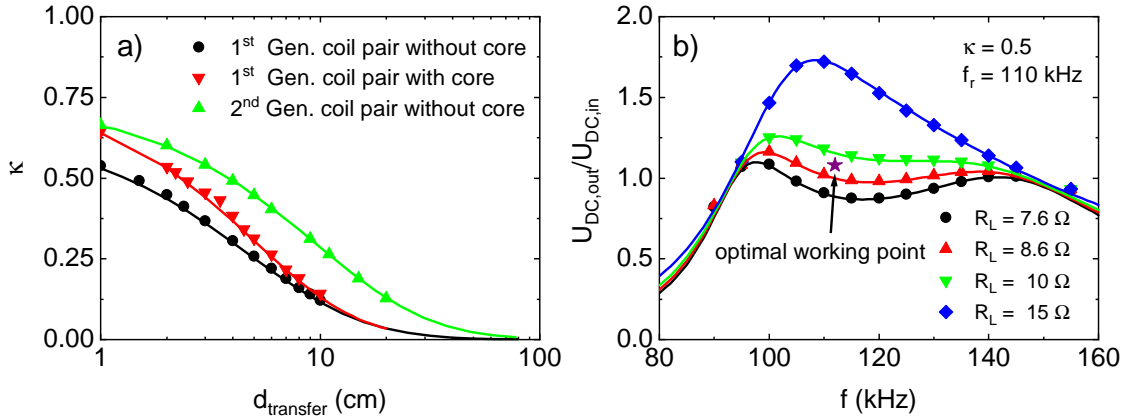 a)
1st Gen. coil pair without core
1st Gen. coil pair with core
2nd Gen. coil pair without core
1.00
0.75
0.50
0.25
0.00
κ
1 10 100
dtransfer (cm)
b)
κ = 0.5
fr = 110 kHz
2.0
1.5
1.0
0.5
0.0
UDC,out/UDC,in
optimal working point
RL = 7.6 Ω
RL = 8.6 Ω
RL = 10 Ω
RL = 15 Ω
80 100 120 140 160
f (kHz)